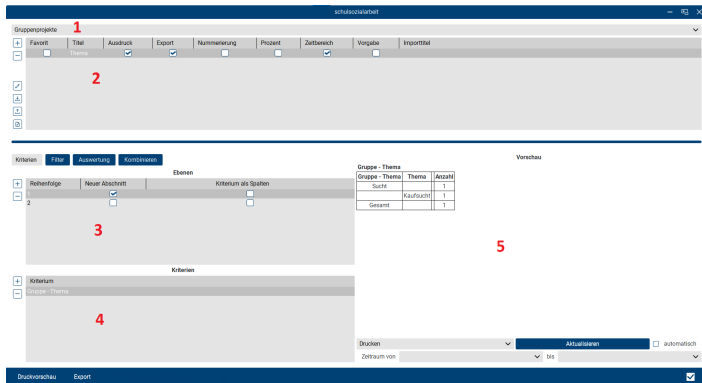 schulsozialarbeit
Gruppenprojekte 1
Favorit Titel Ausdruck Export Nummerierung Prozent Zeitbereich Vorgabe Importtitel
Thema
2
Kriterien Filter Auswertung Kombinieren
Ebenen
Reihenfolge Neuer Abschnitt Kriterium als Spalten
1
2
3
Kriterien
Kriterium
Gruppe - Thema
4
Vorschau
Gruppe - Thema
Gruppe - Thema Thema Anzahl
Sucht 1
Kaufsucht 1
Gesamt 1
5
Drucken Aktualisieren automatisch
Zeitraum von bis
Druckvorschau Export